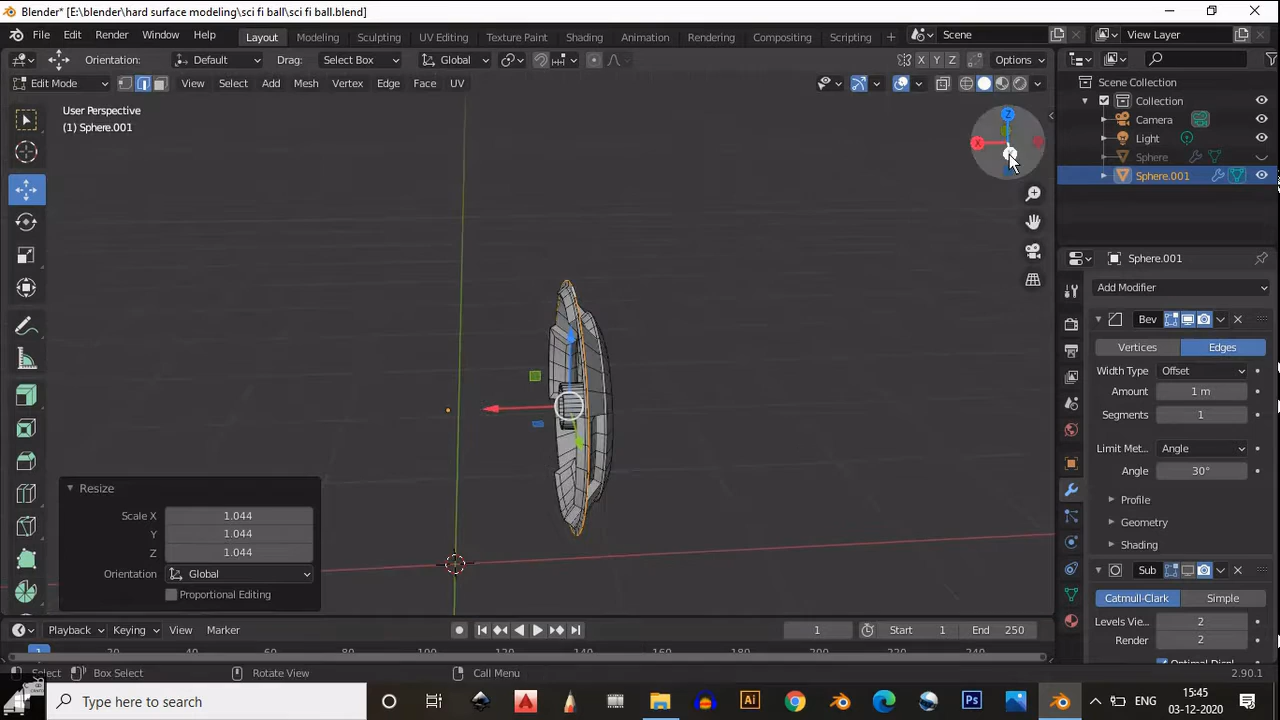 Blender* [E:\blender\hard surface modeling\sci fi ball\sci fi ball.blend]
File Edit Render Window Help Layout Modeling Sculpting UV Editing Texture Paint Shading Animation Rendering Compositing Scripting + Scene View Layer
Orientation: Default Drag: Select Box Global X Y Z Options
Edit Mode View Select Add Mesh Vertex Edge Face UV
User Perspective
(1) Sphere.001
Z
X
Scene Collection
Collection
Camera
Light
Sphere
Sphere.001
Sphere.001
Add Modifier
Bev
Vertices Edges
Width Type Offset
Amount 1 m
Segments 1
Limit Met... Angle
Angle 30°
Profile
Geometry
Shading
Sub
Catmull-Clark Simple
Levels Vie... 2
Render 2
Resize
Scale X 1.044
Y 1.044
Z 1.044
Orientation Global
Proportional Editing
Playback Keying View Marker 1 Start 1 End 250
Select Box Select Rotate View Call Menu 2.90.1
Type here to search
Ai Ps
ENG
15:45
03-12-2020